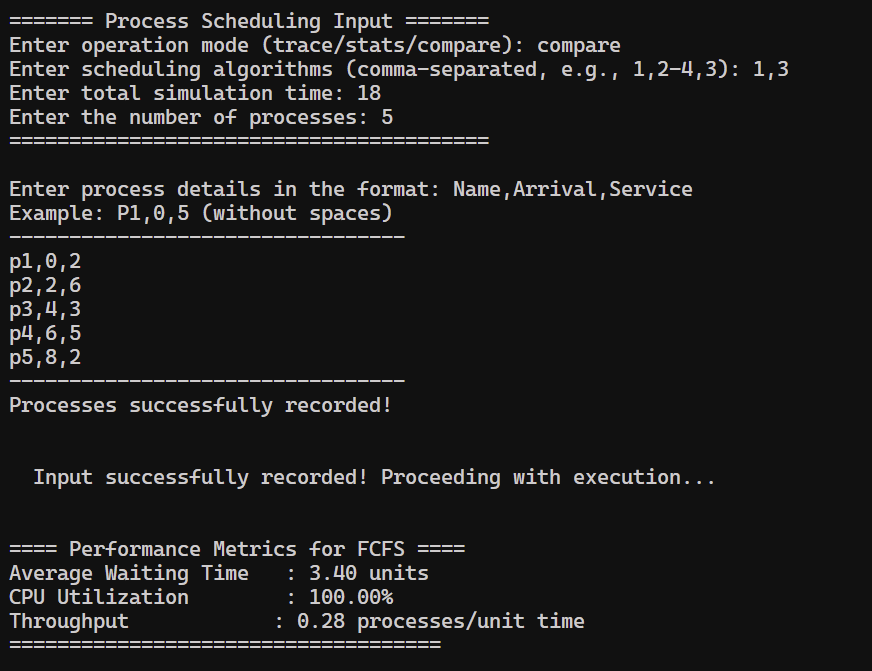 ======= Process Scheduling Input =======
Enter operation mode (trace/stats/compare): compare
Enter scheduling algorithms (comma-separated, e.g., 1,2-4,3): 1,3
Enter total simulation time: 18
Enter the number of processes: 5
========================================
Enter process details in the format: Name,Arrival,Service
Example: P1,0,5 (without spaces)
---------------------------------
p1,0,2
p2,2,6
p3,4,3
p4,6,5
p5,8,2
---------------------------------
Processes successfully recorded!
Input successfully recorded! Proceeding with execution...
==== Performance Metrics for FCFS ====
Average Waiting Time   : 3.40 units
CPU Utilization        : 100.00%
Throughput            : 0.28 processes/unit time
====================================